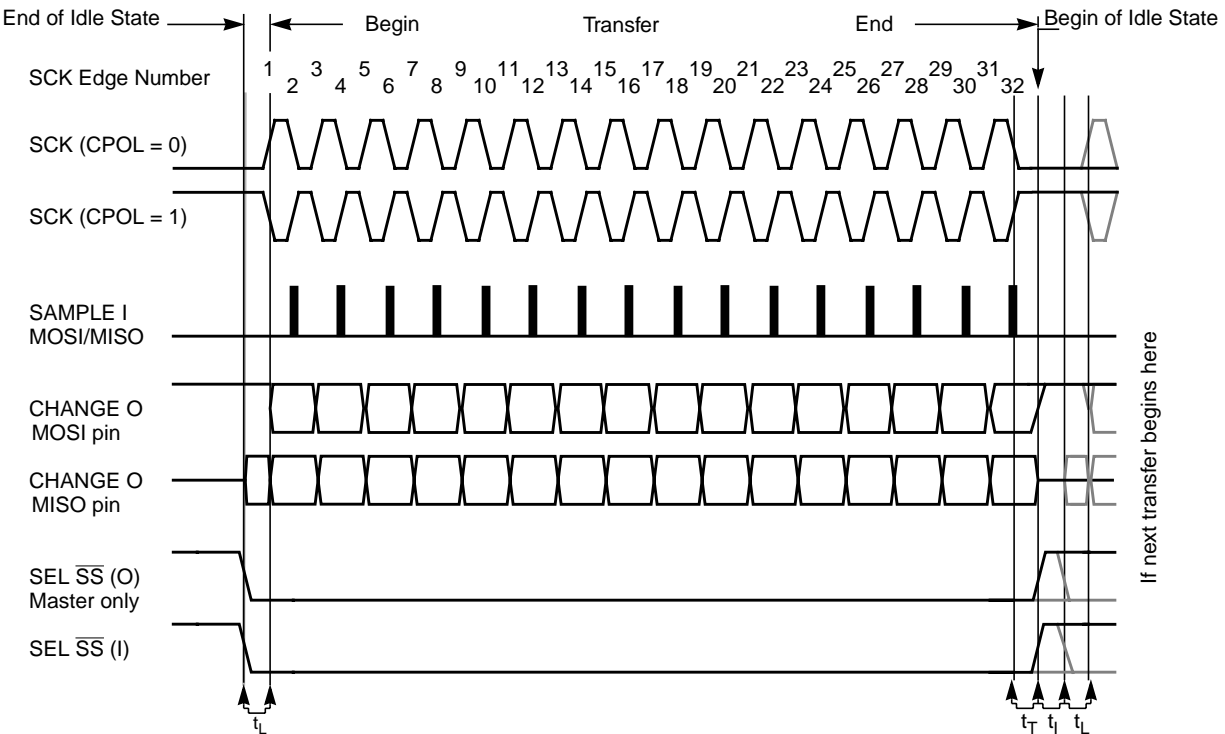 End of Idle State
Begin
Transfer
End
Begin of Idle State
SCK Edge Number
1 3 5 7 9 11 13 15 17 19 21 23 25 27 29 31
2 4 6 8 10 12 14 16 18 20 22 24 26 28 30 32
SCK (CPOL = 0)
SCK (CPOL = 1)
SAMPLE I
MOSI/MISO
CHANGE O
MOSI pin
CHANGE O
MISO pin
SEL S̅S̅ (O)
Master only
SEL S̅S̅ (I)
tL
tT tI tL
If next transfer begins here